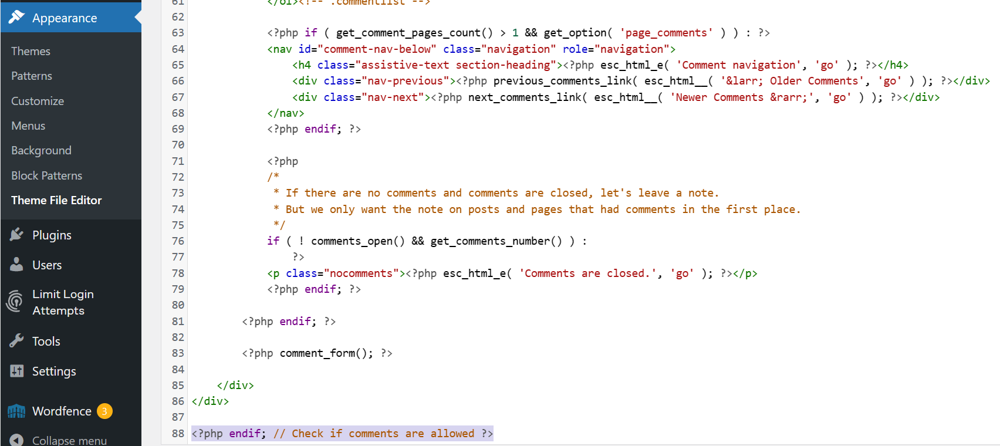 Appearance
Themes
Patterns
Customize
Menus
Background
Block Patterns
Theme File Editor
Plugins
Users
Limit Login
Attempts
Tools
Settings
Wordfence 3
Collapse menu
61 </ol><!-- .commentlist -->
62
63 <?php if ( get_comment_pages_count() > 1 && get_option( 'page_comments' ) ) : ?>
64 <nav id="comment-nav-below" class="navigation" role="navigation">
65 <h4 class="assistive-text section-heading"><?php esc_html_e( 'Comment navigation', 'go' ); ?></h4>
66 <div class="nav-previous"><?php previous_comments_link( esc_html__( '&larr; Older Comments', 'go' ) ); ?></div>
67 <div class="nav-next"><?php next_comments_link( esc_html__( 'Newer Comments &rarr;', 'go' ) ); ?></div>
68 </nav>
69 <?php endif; ?>
70
71 <?php
72 /*
73 * If there are no comments and comments are closed, let's leave a note.
74 * But we only want the note on posts and pages that had comments in the first place.
75 */
76 if ( ! comments_open() && get_comments_number() ) :
77 ?>
78 <p class="nocomments"><?php esc_html_e( 'Comments are closed.', 'go' ); ?></p>
79 <?php endif; ?>
80
81 <?php endif; ?>
82
83 <?php comment_form(); ?>
84
85 </div>
86 </div>
87
88 <?php endif; // Check if comments are allowed ?>